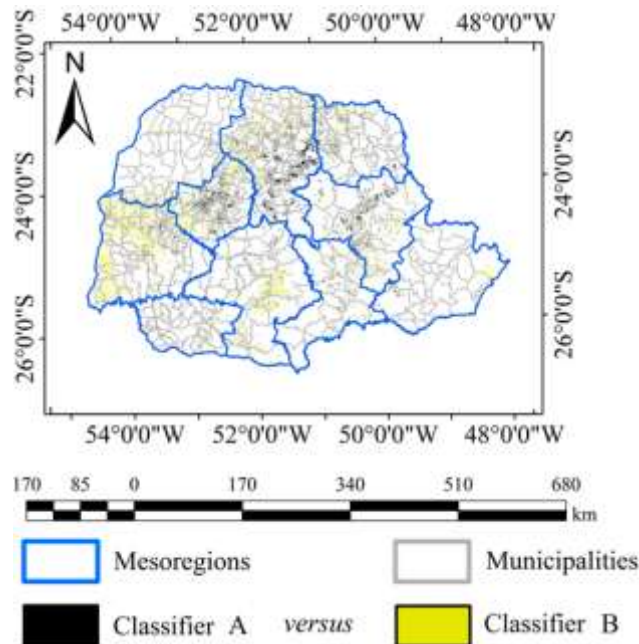 54°0'0"W 52°0'0"W 50°0'0"W 48°0'0"W
22°0'0"S
N
24°0'0"S
24°0'0"S
26°0'0"S
26°0'0"S
54°0'0"W 52°0'0"W 50°0'0"W 48°0'0"W
170 85 0 170 340 510 680
km
Mesoregions Municipalities
Classifier A versus Classifier B